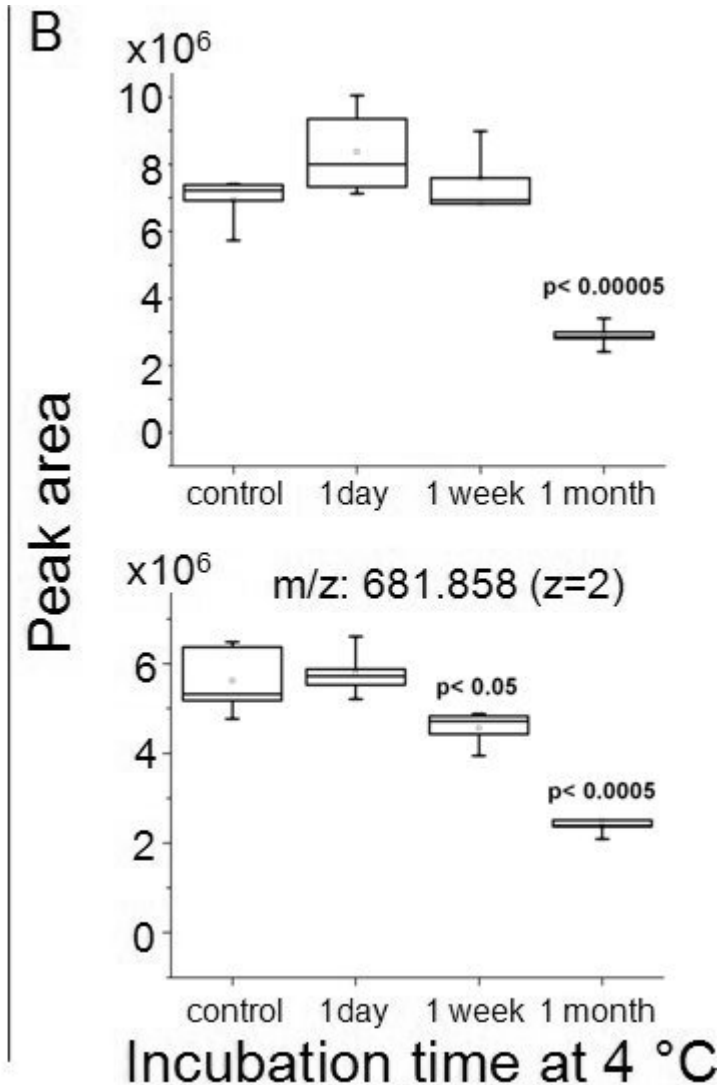 B
x10⁶
10
8
6
4
2
0
p< 0.00005
control 1day 1 week 1 month
Peak area
x10⁶
m/z: 681.858 (z=2)
6
4
2
0
p< 0.05
p< 0.0005
control 1day 1 week 1 month
Incubation time at 4 °C